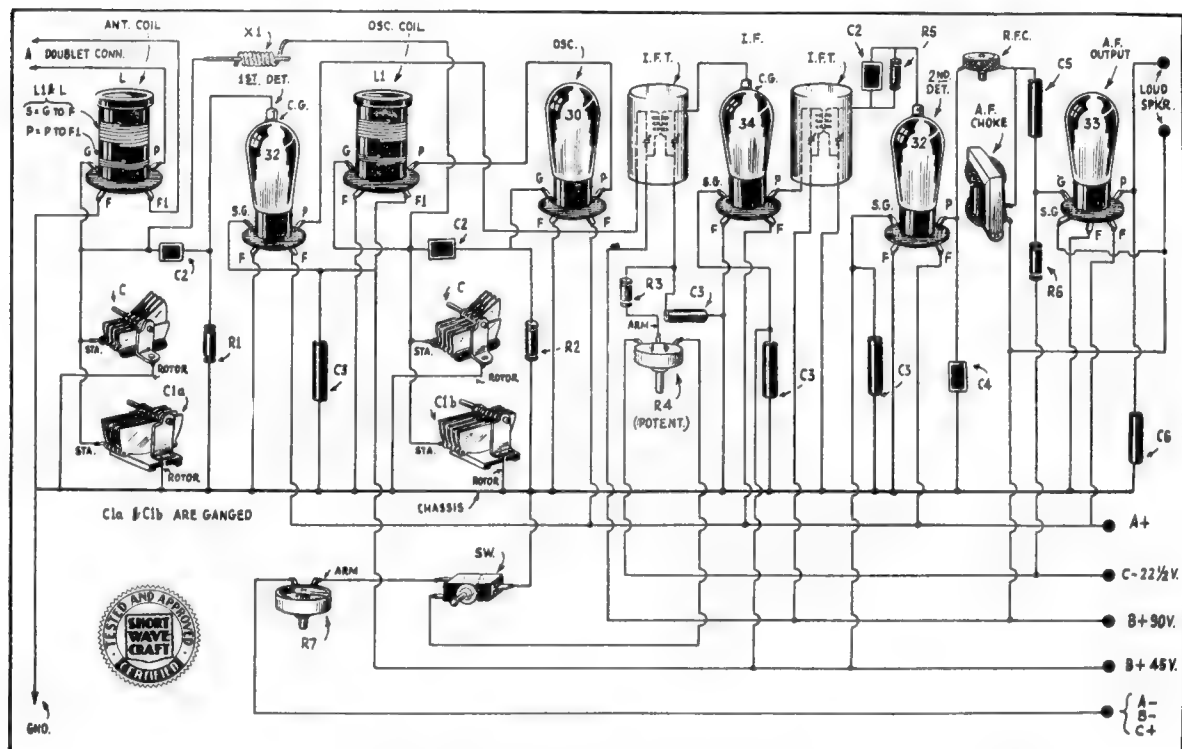 ANT. COIL
X1
OSC. COIL
OSC.
I.F.T.
I.F.
I.F.T.
C2
R5
R.F.C.
A.F.
OUTPUT
A DOUBLET CONN.
L
1ST. DET.
L1
C.G.
C.G.
2ND.
DET.
C5
LOUD
SPKR.
L1 & L
S=G TO F
P=P TO F1
A.F.
CHOKE
30
34
33
32
32
G
P
F
F1
S.G.
P
F
F
G
P
F
F1
G
P
F
F
S.G.
P
F
F
S.G.
P
F
F
G
P
S.G
F
F
C2
C2
C
STA.
ROTOR
R1
C3
C
STA.
ROTOR
R2
R3
C3
ARM
R4
(POTENT.)
C3
C3
C4
R6
C6
C1a
STA.
ROTOR
C1b
STA.
ROTOR
C1a & C1b ARE GANGED
CHASSIS
A+
C-22½V.
B+90V.
B+45V.
A-
B-
C+
ARM
R7
SW.
TESTED AND APPROVED
SHORT
WAVE
CRAFT
CERTIFIED
GND.